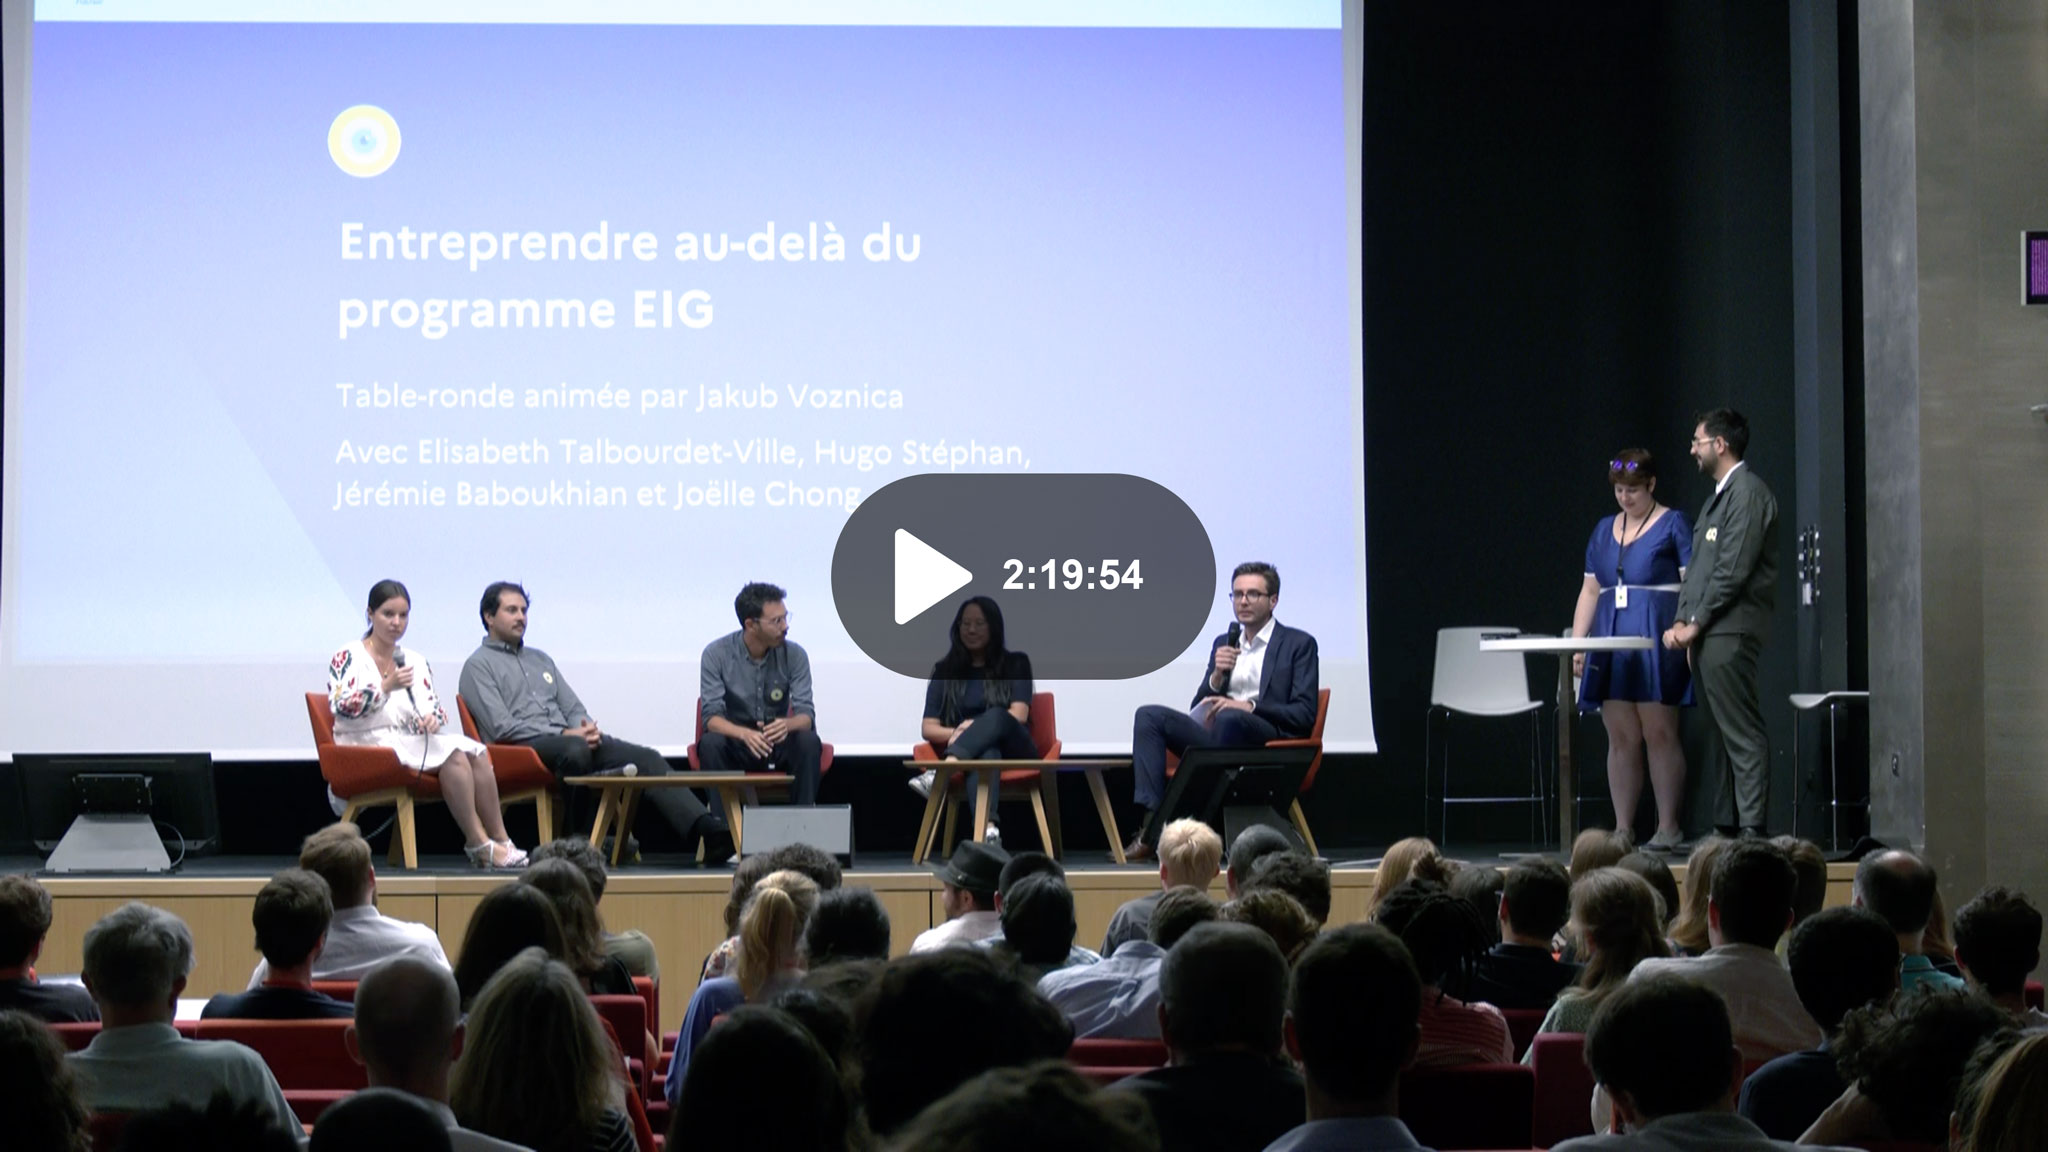 Entreprendre au-delà du
programme EIG
Table-ronde animée par Jakub Voznica
Avec Elisabeth Talbourdet-Ville, Hugo Stéphan,
Jérémie Baboukhian et Joëlle Chong
2:19:54